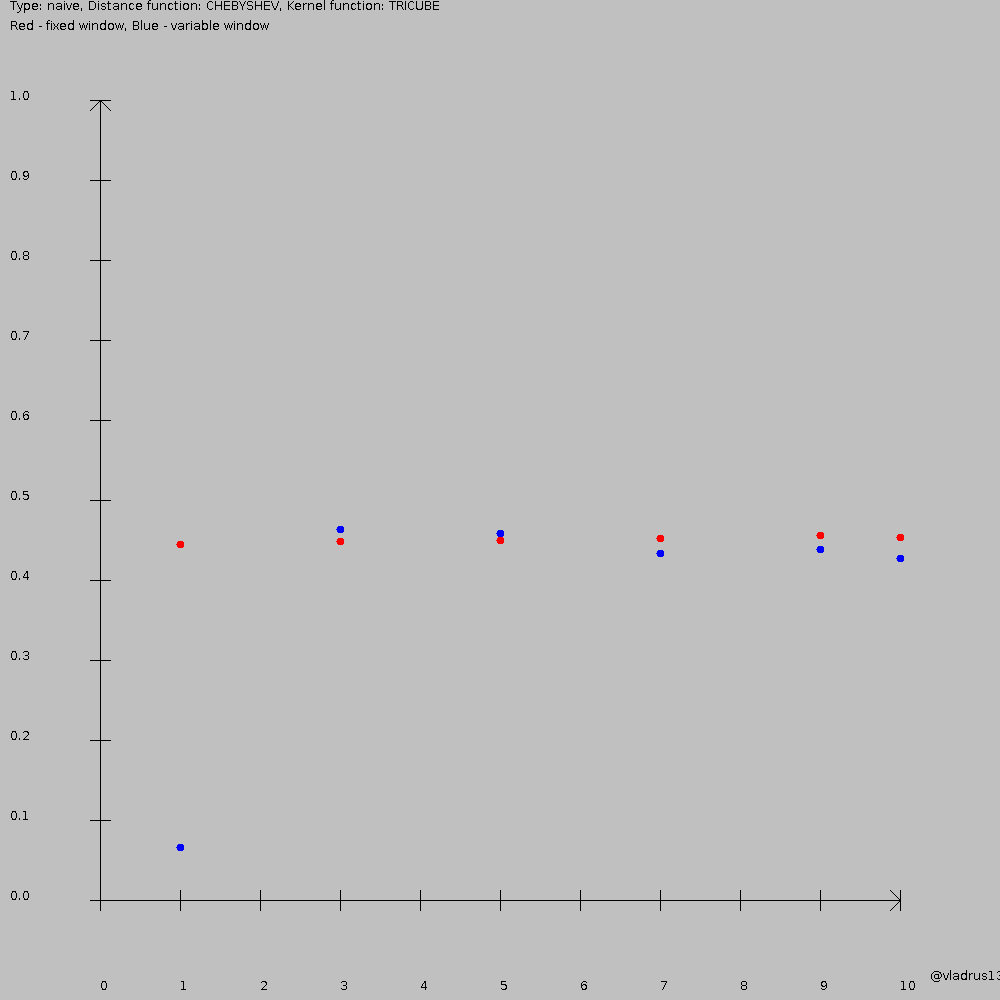 Type: naive, Distance function: CHEBYSHEV, Kernel function: TRICUBE
Red - fixed window, Blue - variable window
1.0
0.9
0.8
0.7
0.6
0.5
0.4
0.3
0.2
0.1
0.0
0 1 2 3 4 5 6 7 8 9 10
@vladrus13